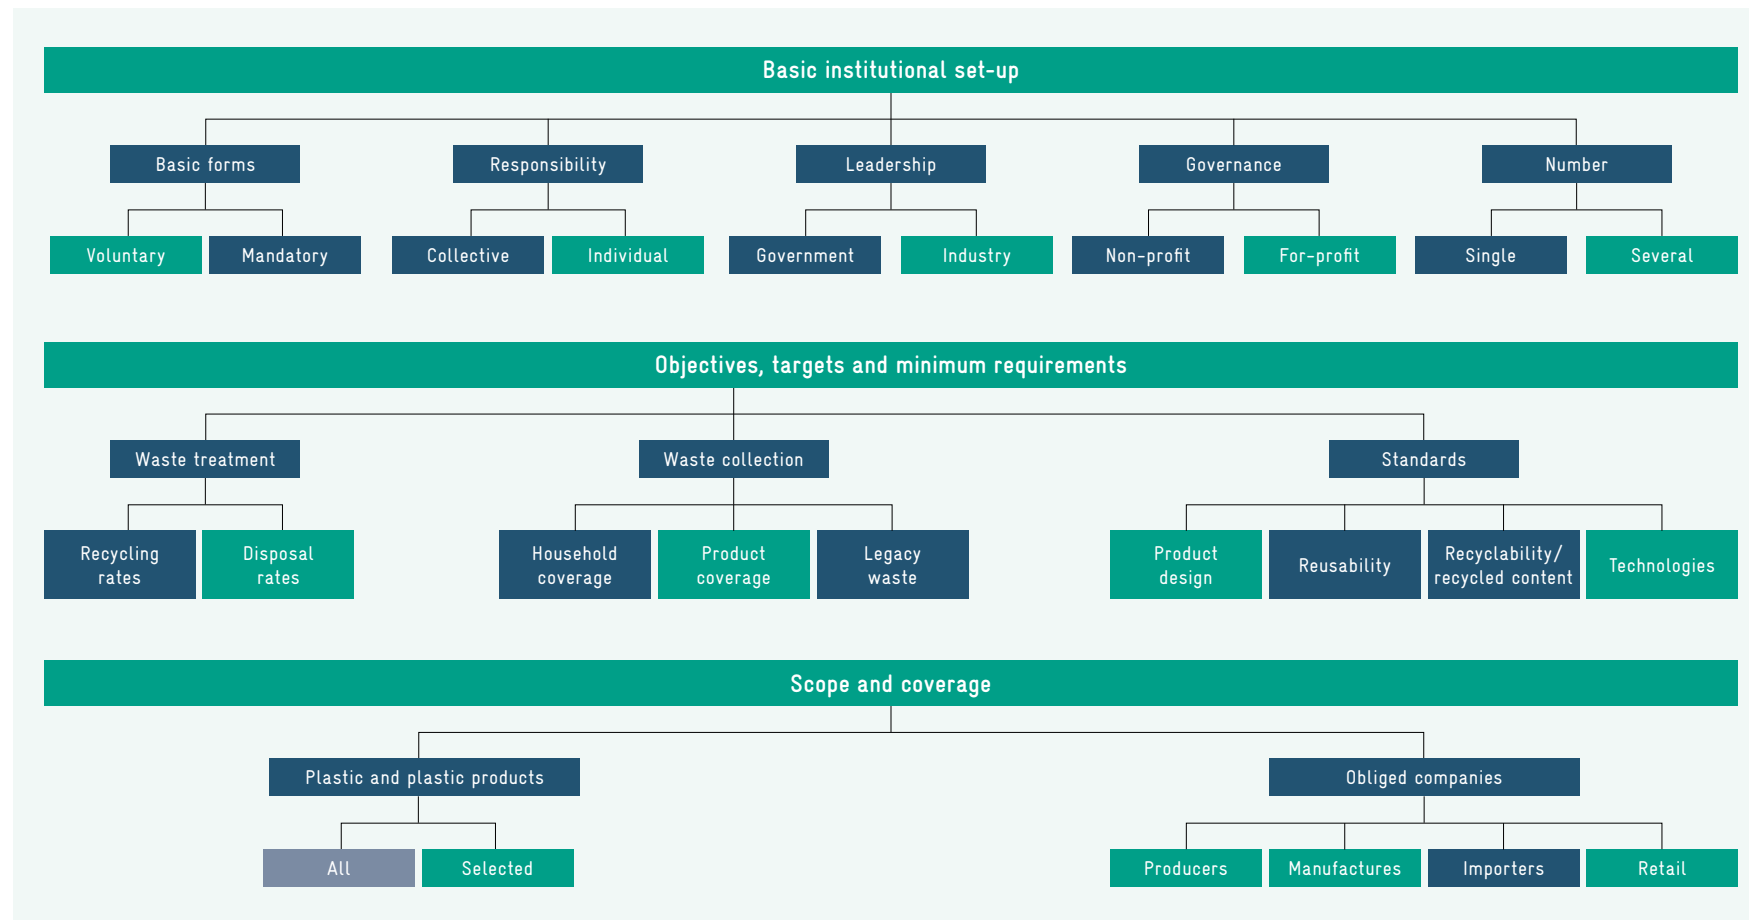 Basic institutional set-up
Basic forms
Responsibility
Leadership
Governance
Number
Voluntary
Mandatory
Collective
Individual
Government
Industry
Non-profit
For-profit
Single
Several
Objectives, targets and minimum requirements
Waste treatment
Waste collection
Standards
Recycling
rates
Disposal
rates
Household
coverage
Product
coverage
Legacy
waste
Product
design
Reusability
Recyclability/
recycled content
Technologies
Scope and coverage
Plastic and plastic products
Obliged companies
All
Selected
Producers
Manufactures
Importers
Retail